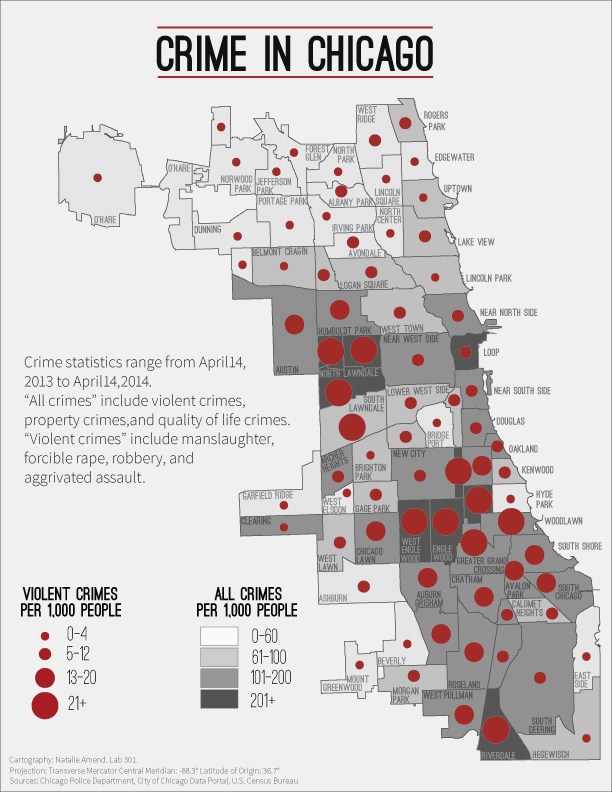 CRIME IN CHICAGO
WEST
RIDGE
ROGERS
PARK
FOREST
GLEN
NORTH
PARK
EDGEWATER
O'HARE
NORWOOD
PARK
JEFFERSON
PARK
LINCOLN
SQUARE
UPTOWN
ALBANY PARK
PORTAGE PARK
O'HARE
NORTH
CENTER
DUNNING
IRVING PARK
LAKE VIEW
AVONDALE
BELMONT CRAGIN
LOGAN SQUARE
LINCOLN PARK
NEAR NORTH SIDE
HUMBOLDT PARK
WEST TOWN
NEAR WEST SIDE
LOOP
AUSTIN
NORTH LAWNDALE
Crime statistics range from April14,
2013 to April14,2014.
“All crimes” include violent crimes,
property crimes,and quality of life crimes.
“Violent crimes” include manslaughter,
forcible rape, robbery, and
aggrivated assault.
SOUTH
LAWNDALE
LOWER WEST SIDE
NEAR SOUTH SIDE
DOUGLAS
BRIDGE
PORT
OAKLAND
ARCHER
HEIGHTS
BRIGHTON
PARK
NEW CITY
KENWOOD
GARFIELD RIDGE
WEST
ELSDON
GAGE PARK
HYDE
PARK
CLEARING
WOODLAWN
WEST
LAWN
CHICAGO
LAWN
WEST
ENGLE
WOOD
ENGLE
WOOD
SOUTH SHORE
GREATER GRAND
CROSSING
ASHBURN
AUBURN
GRISHAM
CHATHAM
AVALON
PARK
SOUTH
CHICAGO
CALUMET
HEIGHTS
BEVERLY
MOUNT
GREENWOOD
MORGAN
PARK
ROSELAND
EAST
SIDE
WEST PULLMAN
SOUTH
DEERING
RIVERDALE
HEGEWISCH
VIOLENT CRIMES
PER 1,000 PEOPLE
0-4
5-12
13-20
21+
ALL CRIMES
PER 1,000 PEOPLE
0-60
61-100
101-200
201+
Cartography: Natalie Amend. Lab 301.
Projection: Transverse Mercator Central Meridian: -88.3° Latitude of Origin: 36.7°
Sources: Chicago Police Department, City of Chicago Data Portal, U.S. Census Bureau